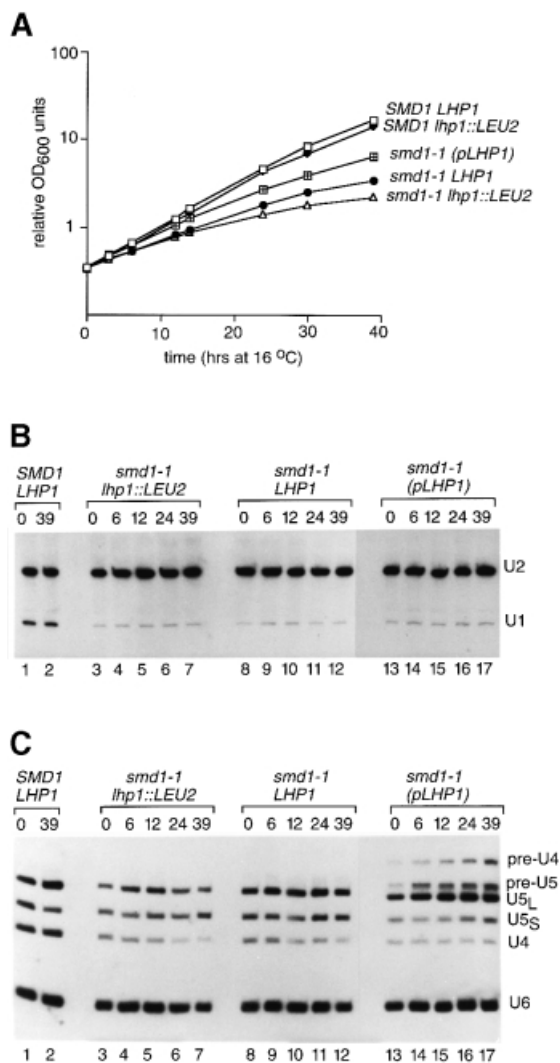 A
100
10
1
relative OD600 units
0 10 20 30 40
time (hrs at 16 °C)
SMD1 LHP1
SMD1 lhp1::LEU2
smd1-1 (pLHP1)
smd1-1 LHP1
smd1-1 lhp1::LEU2
B
SMD1 LHP1
smd1-1 lhp1::LEU2
smd1-1 LHP1
smd1-1 (pLHP1)
0 39 0 6 12 24 39 0 6 12 24 39 0 6 12 24 39
U2
U1
1 2 3 4 5 6 7 8 9 10 11 12 13 14 15 16 17
C
SMD1 LHP1
smd1-1 lhp1::LEU2
smd1-1 LHP1
smd1-1 (pLHP1)
0 39 0 6 12 24 39 0 6 12 24 39 0 6 12 24 39
pre-U4
pre-U5
U5L
U5S
U4
U6
1 2 3 4 5 6 7 8 9 10 11 12 13 14 15 16 17